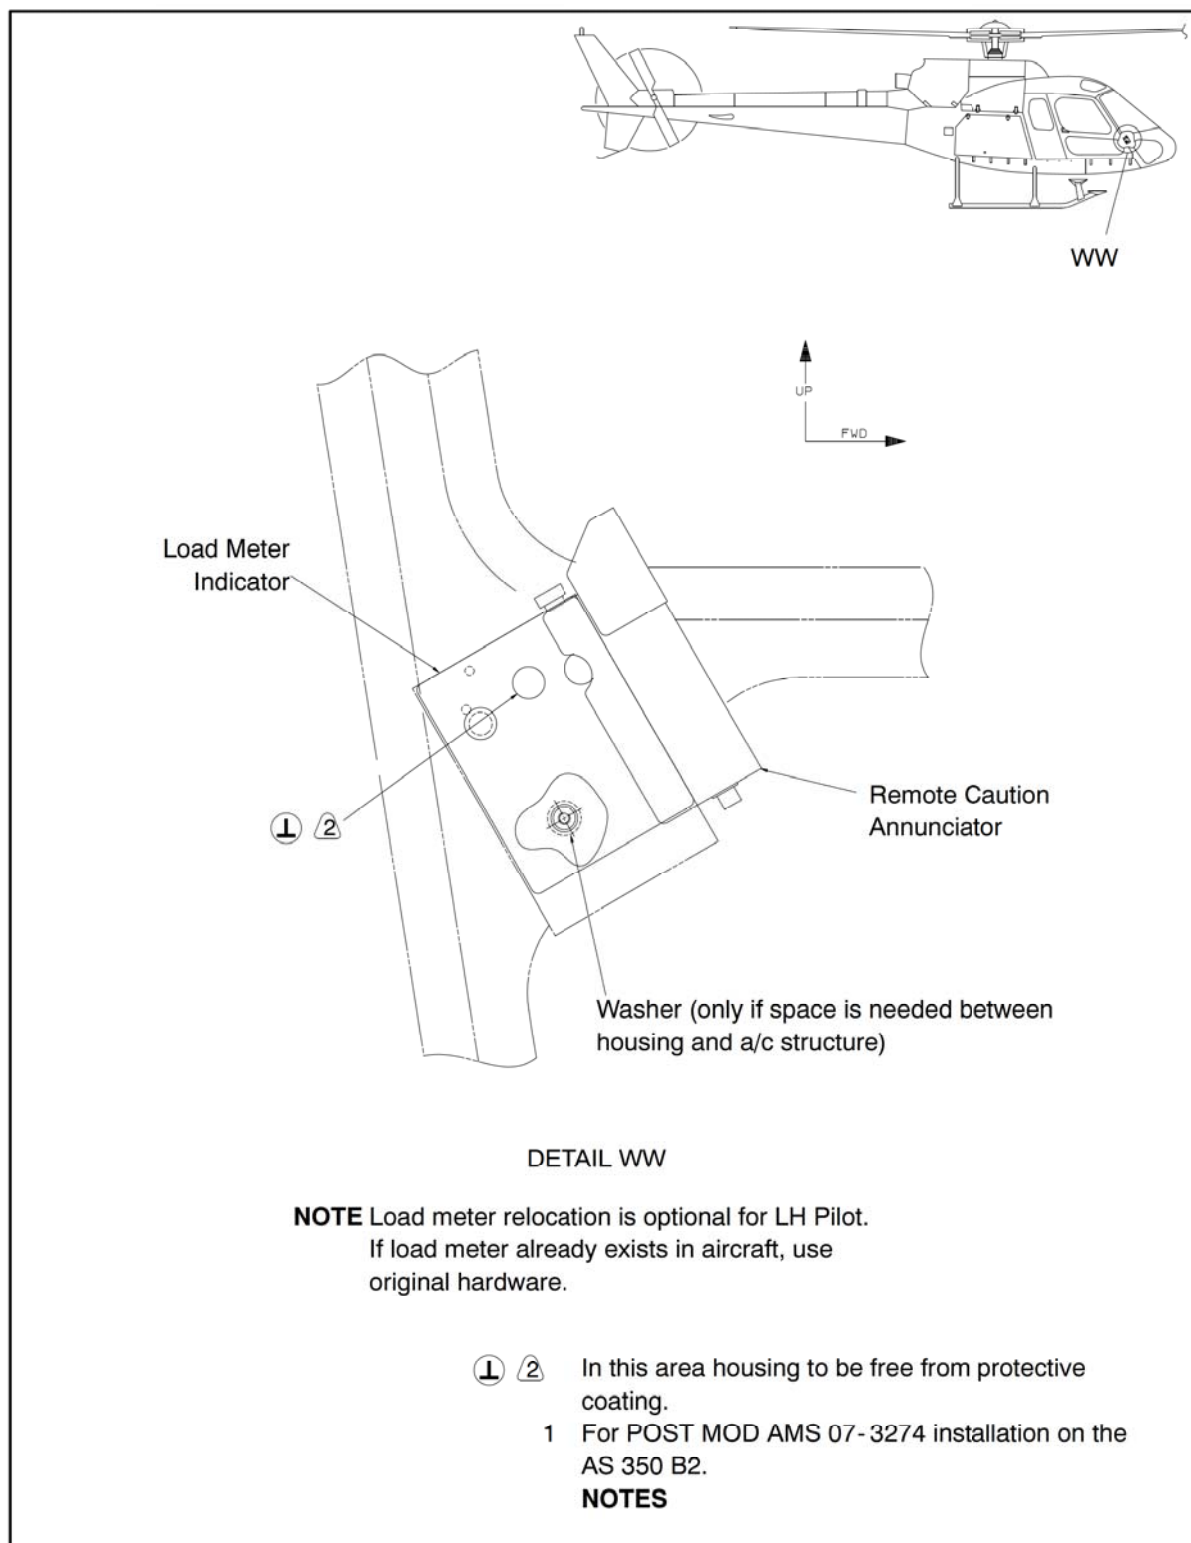 WW
UP
FWD
Load Meter
Indicator
2
Remote Caution
Annunciator
Washer (only if space is needed between
housing and a/c structure)
DETAIL WW
NOTE Load meter relocation is optional for LH Pilot.
If load meter already exists in aircraft, use
original hardware.
2 In this area housing to be free from protective
coating.
1 For POST MOD AMS 07-3274 installation on the
AS 350 B2.
NOTES